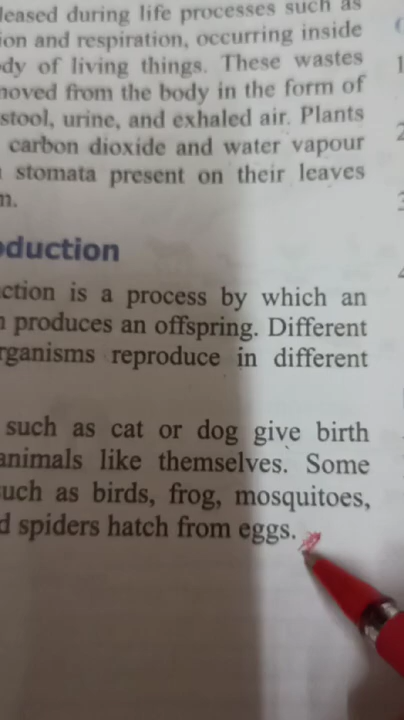 leased during life processes such as
ion and respiration, occurring inside
dy of living things. These wastes
moved from the body in the form of
stool, urine, and exhaled air. Plants
carbon dioxide and water vapour
stomata present on their leaves
m.
oduction
ction is a process by which an
n produces an offspring. Different
rganisms reproduce in different
such as cat or dog give birth
animals like themselves. Some
uch as birds, frog, mosquitoes,
d spiders hatch from eggs.